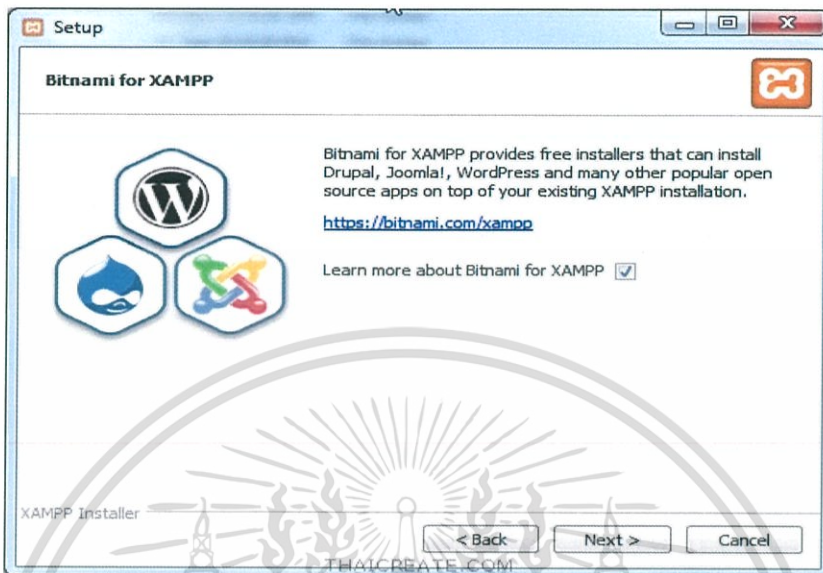 Setup
Bitnami for XAMPP
Bitnami for XAMPP provides free installers that can install
Drupal, Joomla!, WordPress and many other popular open
source apps on top of your existing XAMPP installation.
https://bitnami.com/xampp
Learn more about Bitnami for XAMPP
XAMPP Installer
< Back
Next >
Cancel
THAICREATE.COM